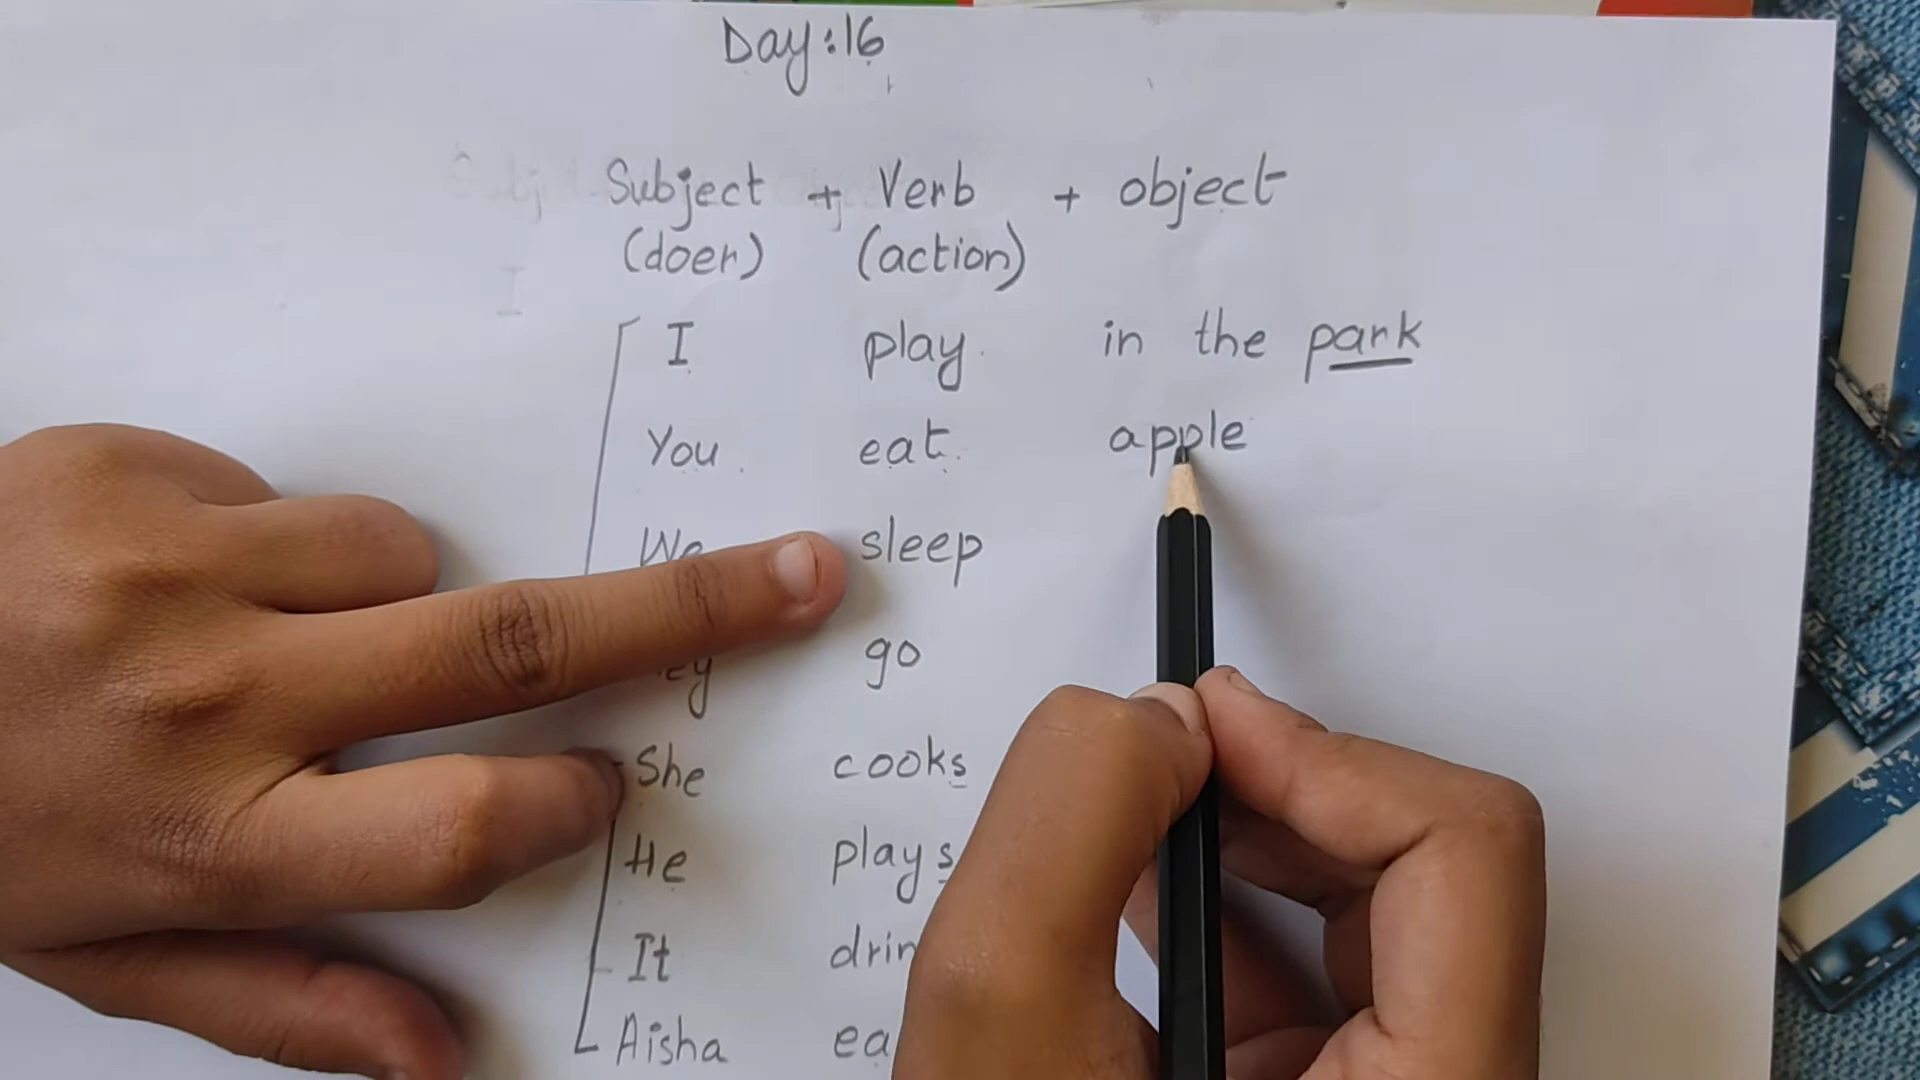 Day:16
Subject + Verb + object
(doer) (action)
I play in the park
You eat apple
We sleep
go
She cooks
He plays
It
Aisha